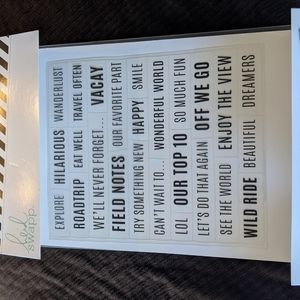 EXPLORE HILARIOUS WANDERLUST
ROADTRIP EAT WELL TRAVEL OFTEN
WE'LL NEVER FORGET... VACAY
FIELD NOTES OUR FAVORITE PART
TRY SOMETHING NEW HAPPY SMILE
CAN'T WAIT TO... WONDERFUL WORLD
LOL OUR TOP 10 SO MUCH FUN
LET'S DO THAT AGAIN OFF WE GO
SEE THE WORLD ENJOY THE VIEW
WILD RIDE BEAUTIFUL DREAMERS
heidi
swapp.